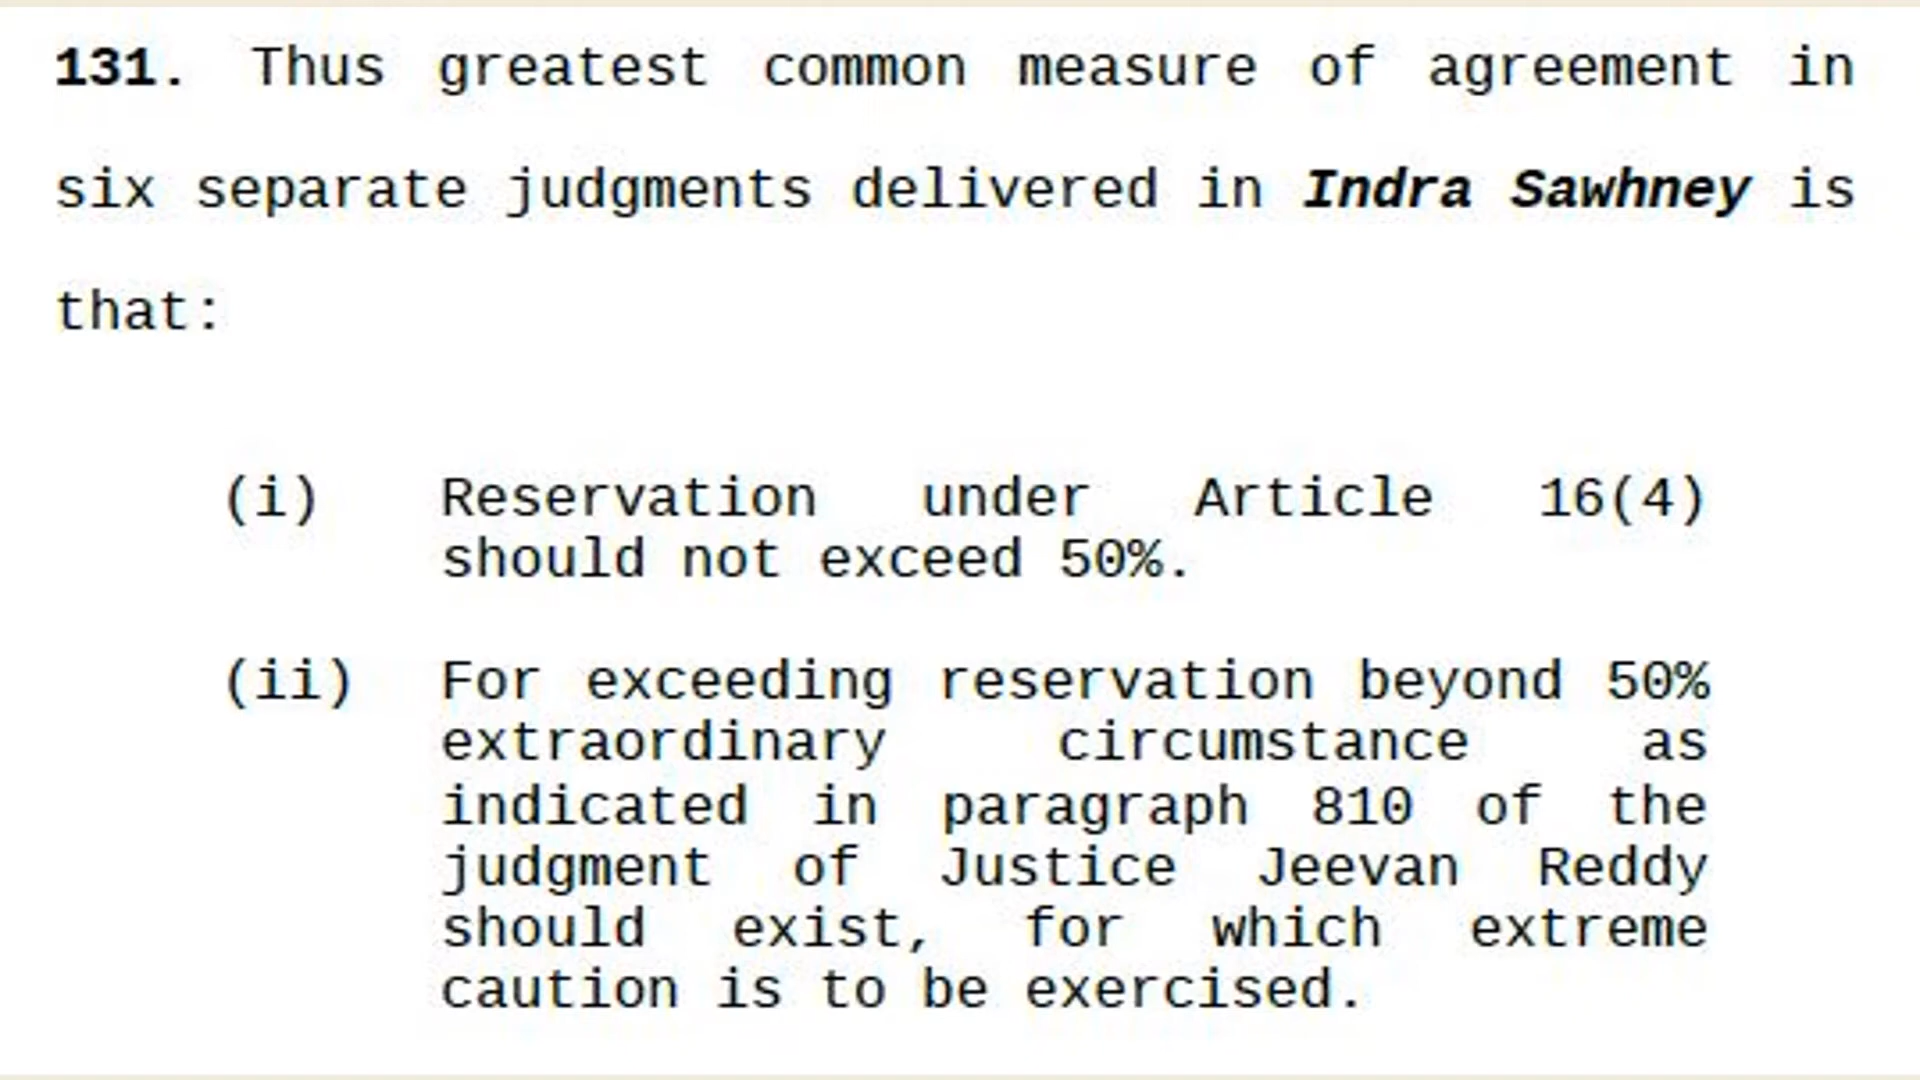 131. Thus greatest common measure of agreement in
six separate judgments delivered in Indra Sawhney is
that:
(i) Reservation under Article 16(4)
should not exceed 50%.
(ii) For exceeding reservation beyond 50%
extraordinary circumstance as
indicated in paragraph 810 of the
judgment of Justice Jeevan Reddy
should exist, for which extreme
caution is to be exercised.